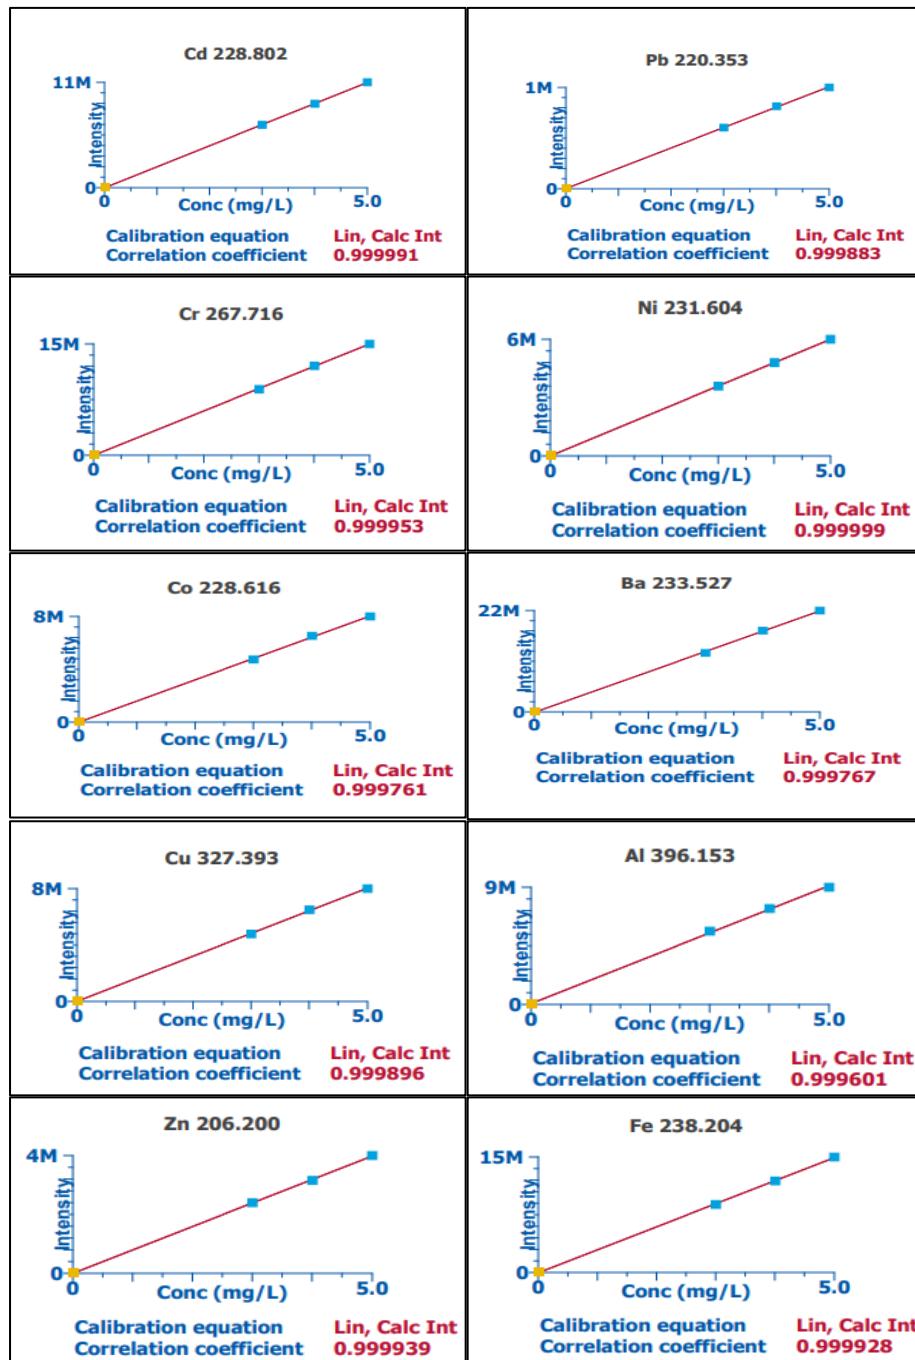 Cd 228.802
11M
Intensity
0
0
Conc (mg/L)
5.0
Calibration equation Lin, Calc Int
Correlation coefficient 0.999991
Pb 220.353
1M
Intensity
0
0
Conc (mg/L)
5.0
Calibration equation Lin, Calc Int
Correlation coefficient 0.999883
Cr 267.716
15M
Intensity
0
0
Conc (mg/L)
5.0
Calibration equation Lin, Calc Int
Correlation coefficient 0.999953
Ni 231.604
6M
Intensity
0
0
Conc (mg/L)
5.0
Calibration equation Lin, Calc Int
Correlation coefficient 0.999999
Co 228.616
8M
Intensity
0
0
Conc (mg/L)
5.0
Calibration equation Lin, Calc Int
Correlation coefficient 0.999761
Ba 233.527
22M
Intensity
0
0
Conc (mg/L)
5.0
Calibration equation Lin, Calc Int
Correlation coefficient 0.999767
Cu 327.393
8M
Intensity
0
0
Conc (mg/L)
5.0
Calibration equation Lin, Calc Int
Correlation coefficient 0.999896
Al 396.153
9M
Intensity
0
0
Conc (mg/L)
5.0
Calibration equation Lin, Calc Int
Correlation coefficient 0.999601
Zn 206.200
4M
Intensity
0
0
Conc (mg/L)
5.0
Calibration equation Lin, Calc Int
Correlation coefficient 0.999939
Fe 238.204
15M
Intensity
0
0
Conc (mg/L)
5.0
Calibration equation Lin, Calc Int
Correlation coefficient 0.999928